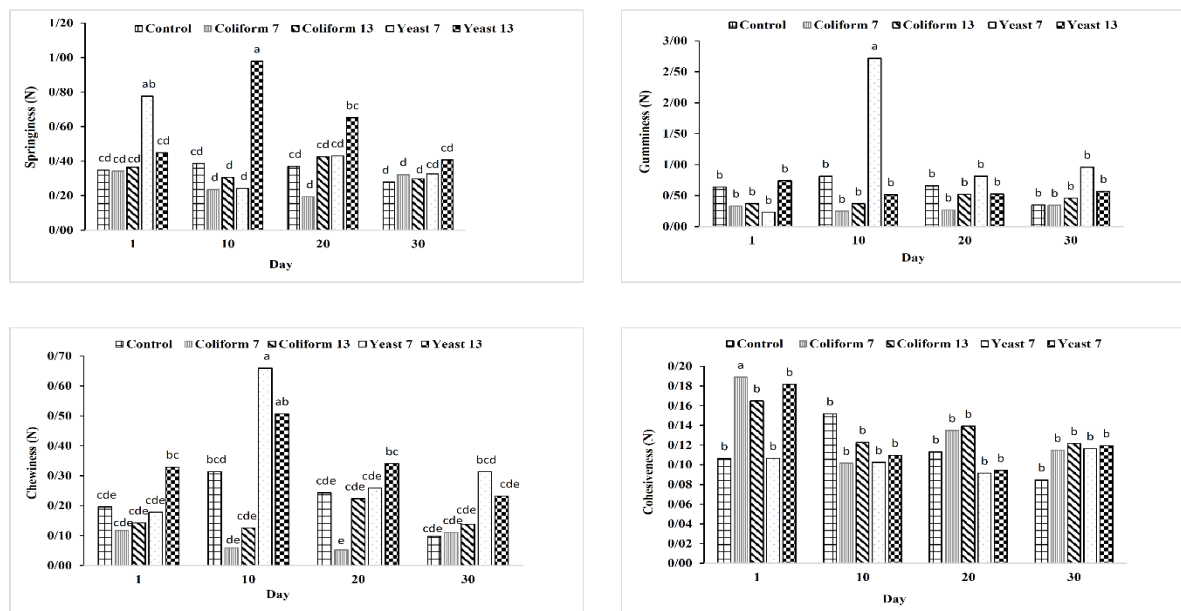 Control Coliform 7 Coliform 13 Yeast 7 Yeast 13
1/20
1/00
0/80
0/60
0/40
0/20
0/00
Springiness (N)
cd cd cd ab cd
cd d d d a
cd d cd cd bc
cd d cd cd cd
1 10 20 30
Day
Control Coliform 7 Coliform 13 Yeast 7 Yeast 13
3/00
2/50
2/00
1/50
1/00
0/50
0/00
Gumminess (N)
b b b b b
b b b a b
b b b b b
b b b b b
1 10 20 30
Day
Control Coliform 7 Coliform 13 Yeast 7 Yeast 13
0/70
0/60
0/50
0/40
0/30
0/20
0/10
0/00
Chewiness (N)
cde cde cde cde bc
bcd de cde a ab
cde e cde cde bc
cde cde cde bcd cde
1 10 20 30
Day
Control Coliform 7 Coliform 13 Yeast 7 Yeast 7
0/20
0/18
0/16
0/14
0/12
0/10
0/08
0/06
0/04
0/02
0/00
Cohesiveness (N)
b a b b b
b b b b b
b b b b b
b b b b b
1 10 20 30
Day